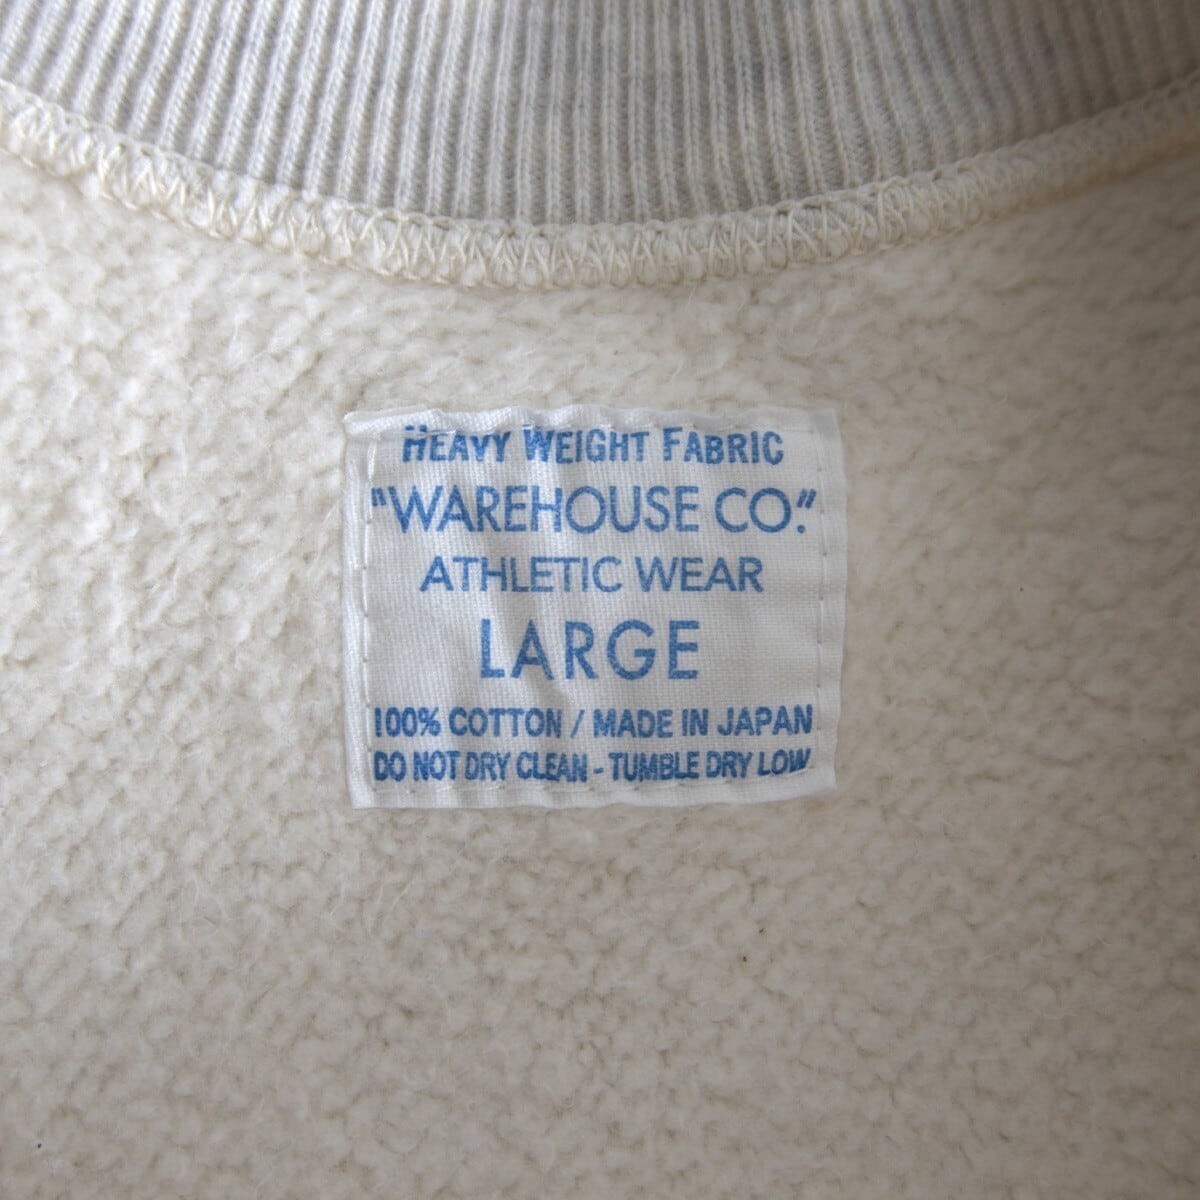 HEAVY WEIGHT FABRIC
"WAREHOUSE CO."
ATHLETIC WEAR
LARGE
100% COTTON / MADE IN JAPAN
DO NOT DRY CLEAN - TUMBLE DRY LOW